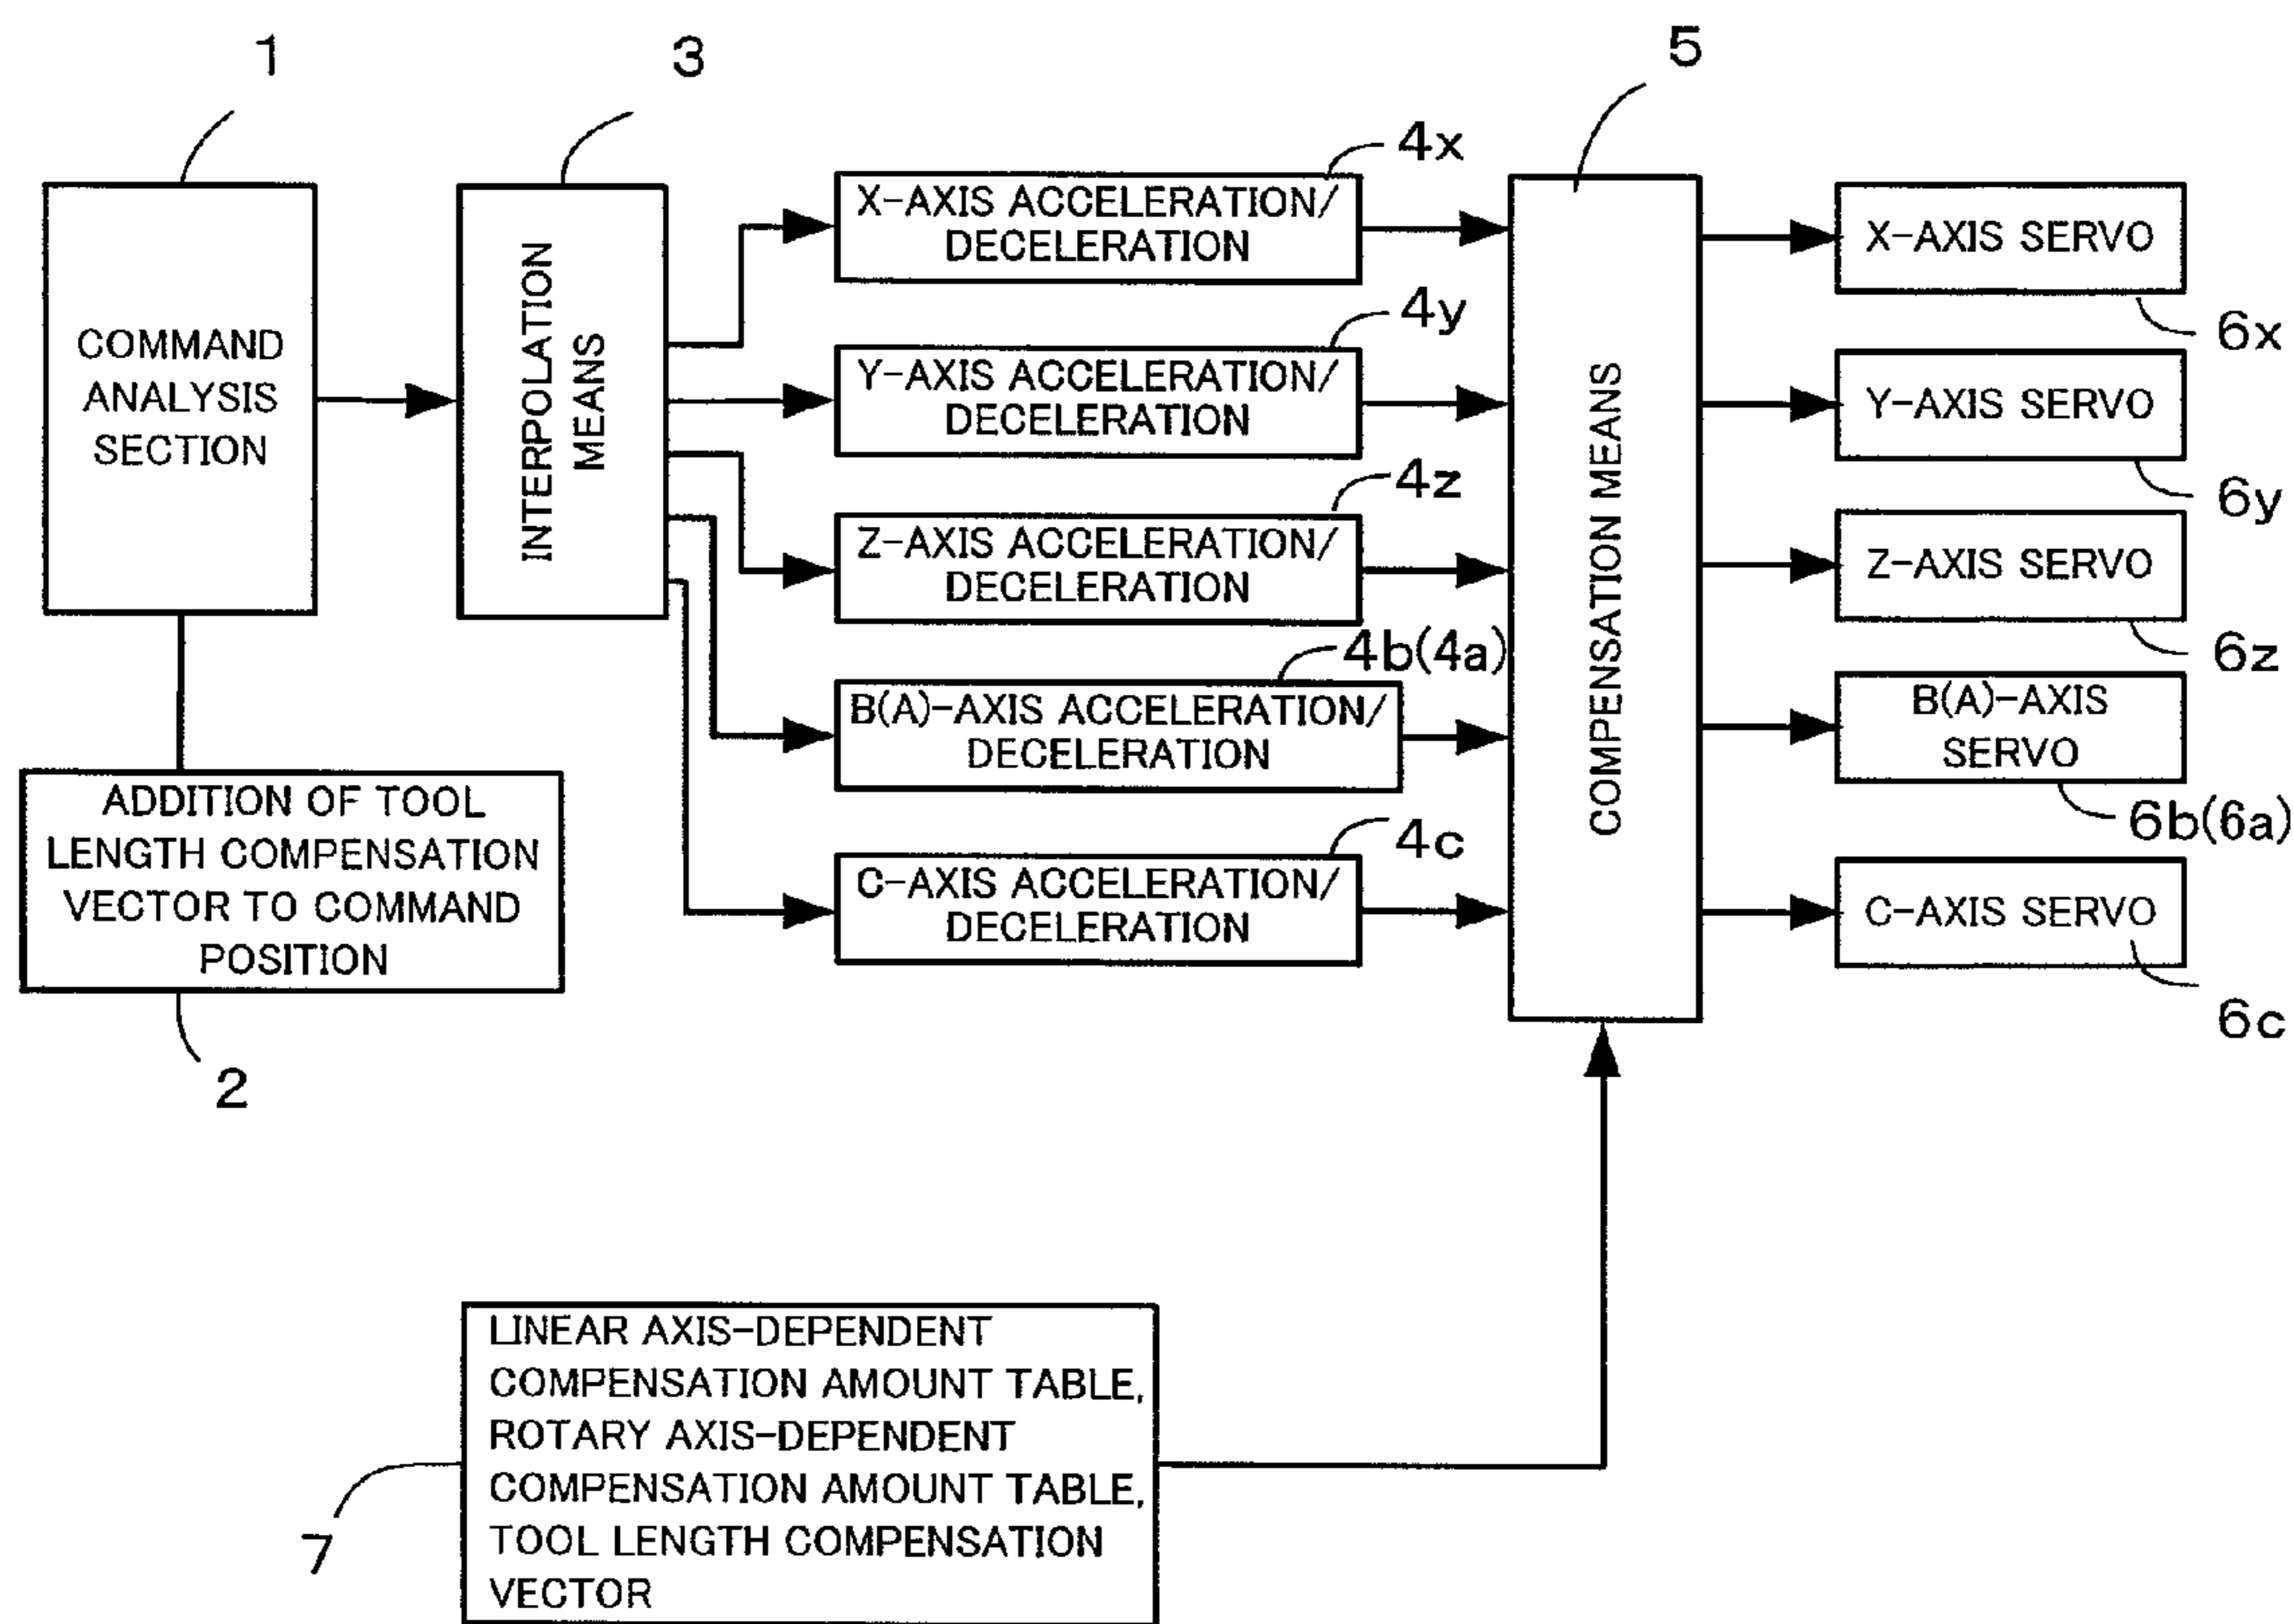 1
3
5
COMMAND
ANALYSIS
SECTION
INTERPOLATION
MEANS
4x
X-AXIS ACCELERATION/
DECELERATION
4y
Y-AXIS ACCELERATION/
DECELERATION
4z
Z-AXIS ACCELERATION/
DECELERATION
4b(4a)
B(A)-AXIS ACCELERATION/
DECELERATION
4c
C-AXIS ACCELERATION/
DECELERATION
COMPENSATION MEANS
X-AXIS SERVO
6x
Y-AXIS SERVO
6y
Z-AXIS SERVO
6z
B(A)-AXIS
SERVO
6b(6a)
C-AXIS SERVO
6c
ADDITION OF TOOL
LENGTH COMPENSATION
VECTOR TO COMMAND
POSITION
2
LINEAR AXIS-DEPENDENT
COMPENSATION AMOUNT TABLE,
ROTARY AXIS-DEPENDENT
COMPENSATION AMOUNT TABLE,
TOOL LENGTH COMPENSATION
VECTOR
7